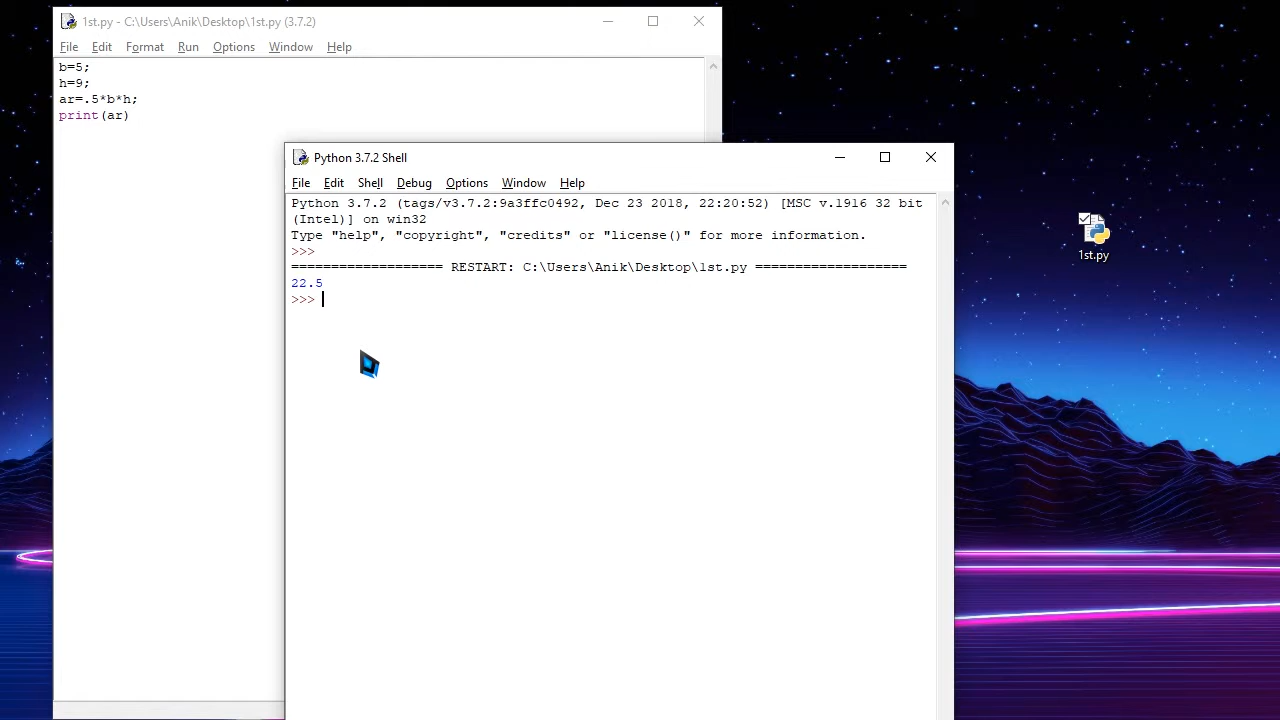 1st.py - C:\Users\Anik\Desktop\1st.py (3.7.2)
File Edit Format Run Options Window Help
b=5;
h=9;
ar=.5*b*h;
print(ar)
Python 3.7.2 Shell
File Edit Shell Debug Options Window Help
Python 3.7.2 (tags/v3.7.2:9a3ffc0492, Dec 23 2018, 22:20:52) [MSC v.1916 32 bit
(Intel)] on win32
Type "help", "copyright", "credits" or "license()" for more information.
>>>
=================== RESTART: C:\Users\Anik\Desktop\1st.py ===================
22.5
>>>
1st.py